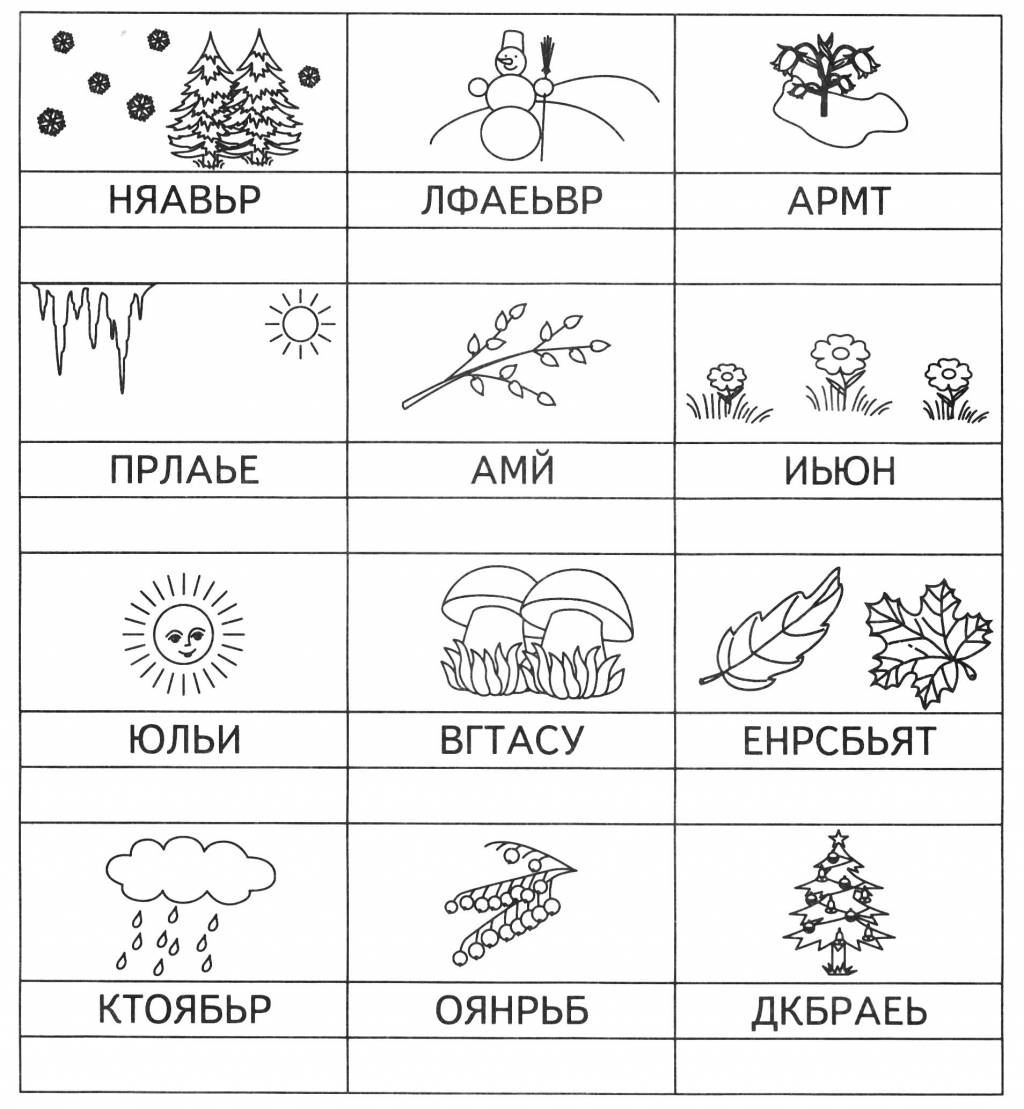 НЯАВЬР
ЛФАЕЬВР
АРМТ
ПРЛАЬЕ
АМЙ
ИЬЮН
ЮЛЬИ
ВГТАСУ
ЕНРСБЬЯТ
КТОЯБЬР
ОЯНРЬБ
ДКБРАЕЬ